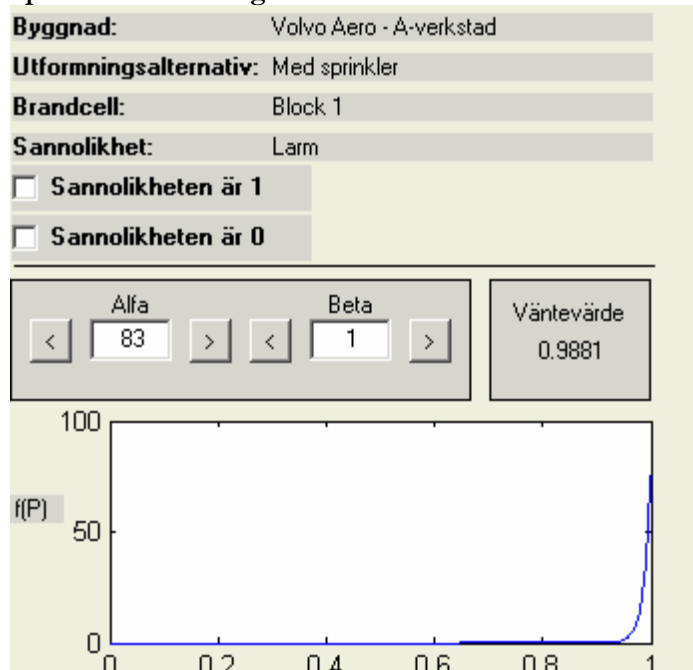 Byggnad: Volvo Aero - A-verkstad
Utformningsalternativ: Med sprinkler
Brandcell: Block 1
Sannolikhet: Larm
Sannolikheten är 1
Sannolikheten är 0
Alfa Beta Väntevärde
< 83 > < 1 > 0.9881
100
f(P)
50
0
0 0.2 0.4 0.6 0.8 1